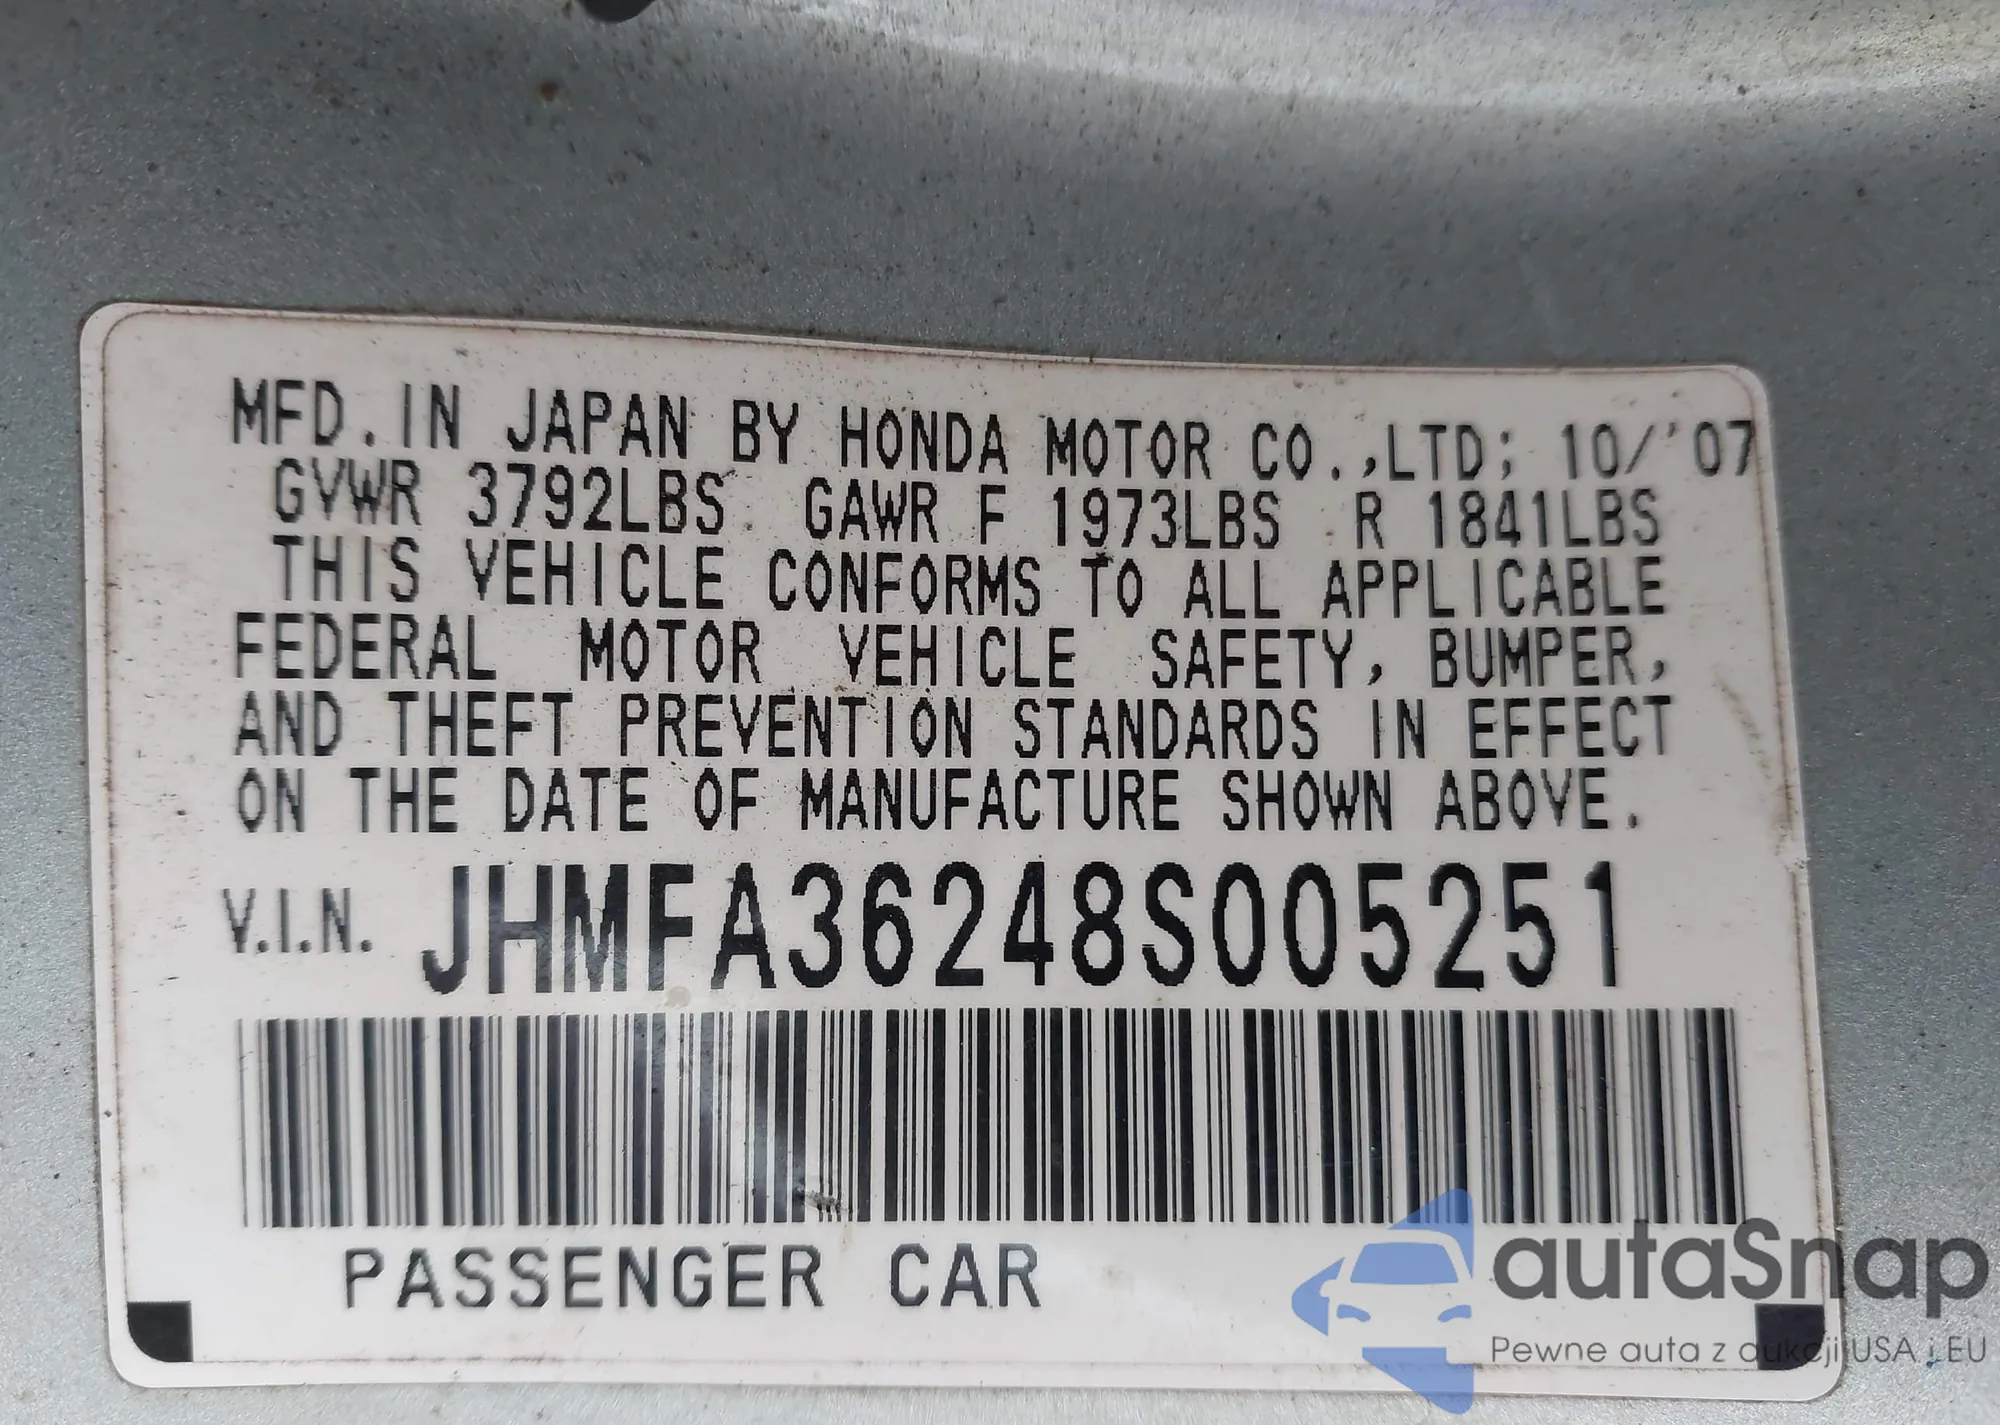 MFD. IN JAPAN BY HONDA MOTOR CO.,LTD; 10/'07
GVWR 3792LBS GAWR F 1973LBS R 1841LBS
THIS VEHICLE CONFORMS TO ALL APPLICABLE
FEDERAL MOTOR VEHICLE SAFETY, BUMPER,
AND THEFT PREVENTION STANDARDS IN EFFECT
ON THE DATE OF MANUFACTURE SHOWN ABOVE.
V.I.N. JHMFA36248S005251
PASSENGER CAR
autaSnap
Pewne auta z aukcji USA i EU